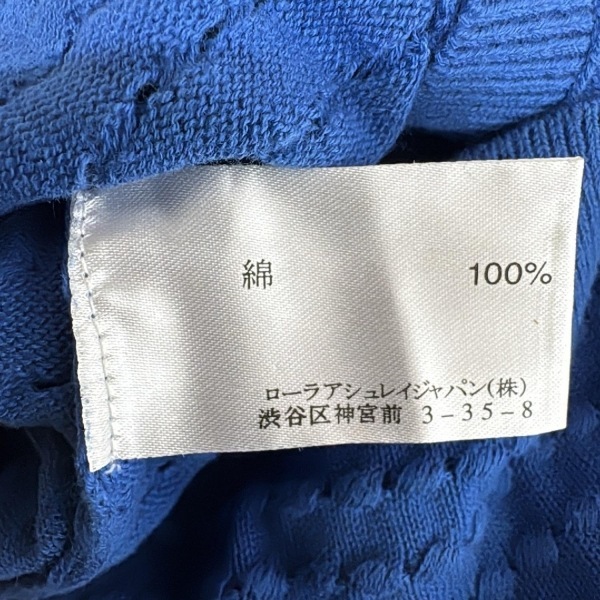 綿 100%
ローラアシュレイジャパン(株)
渋谷区神宮前 3-35-8